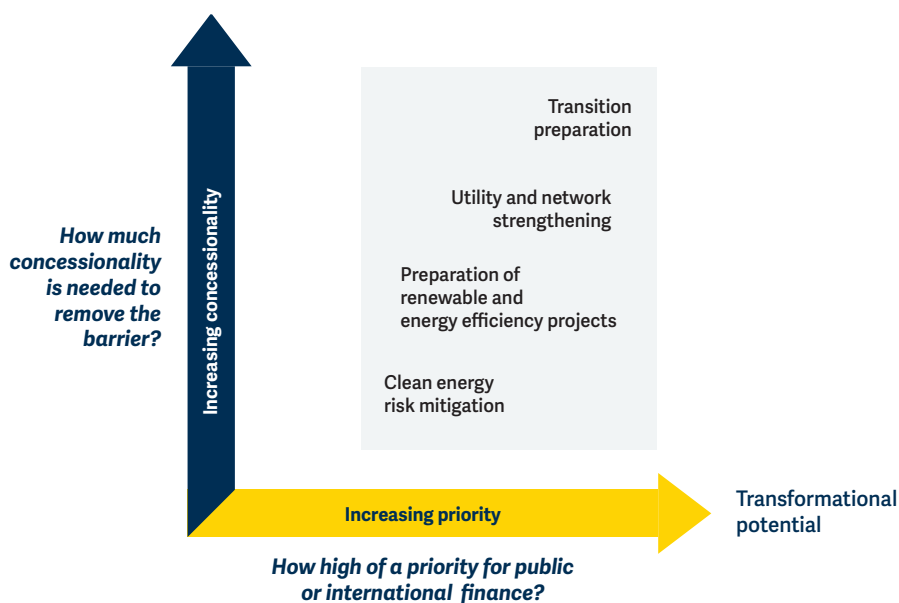 Transition
preparation
Utility and network
strengthening
How much
concessionality
is needed to
remove the
barrier?
Increasing concessionality
Preparation of
renewable and
energy efficiency projects
Clean energy
risk mitigation
Increasing priority
Transformational
potential
How high of a priority for public
or international finance?